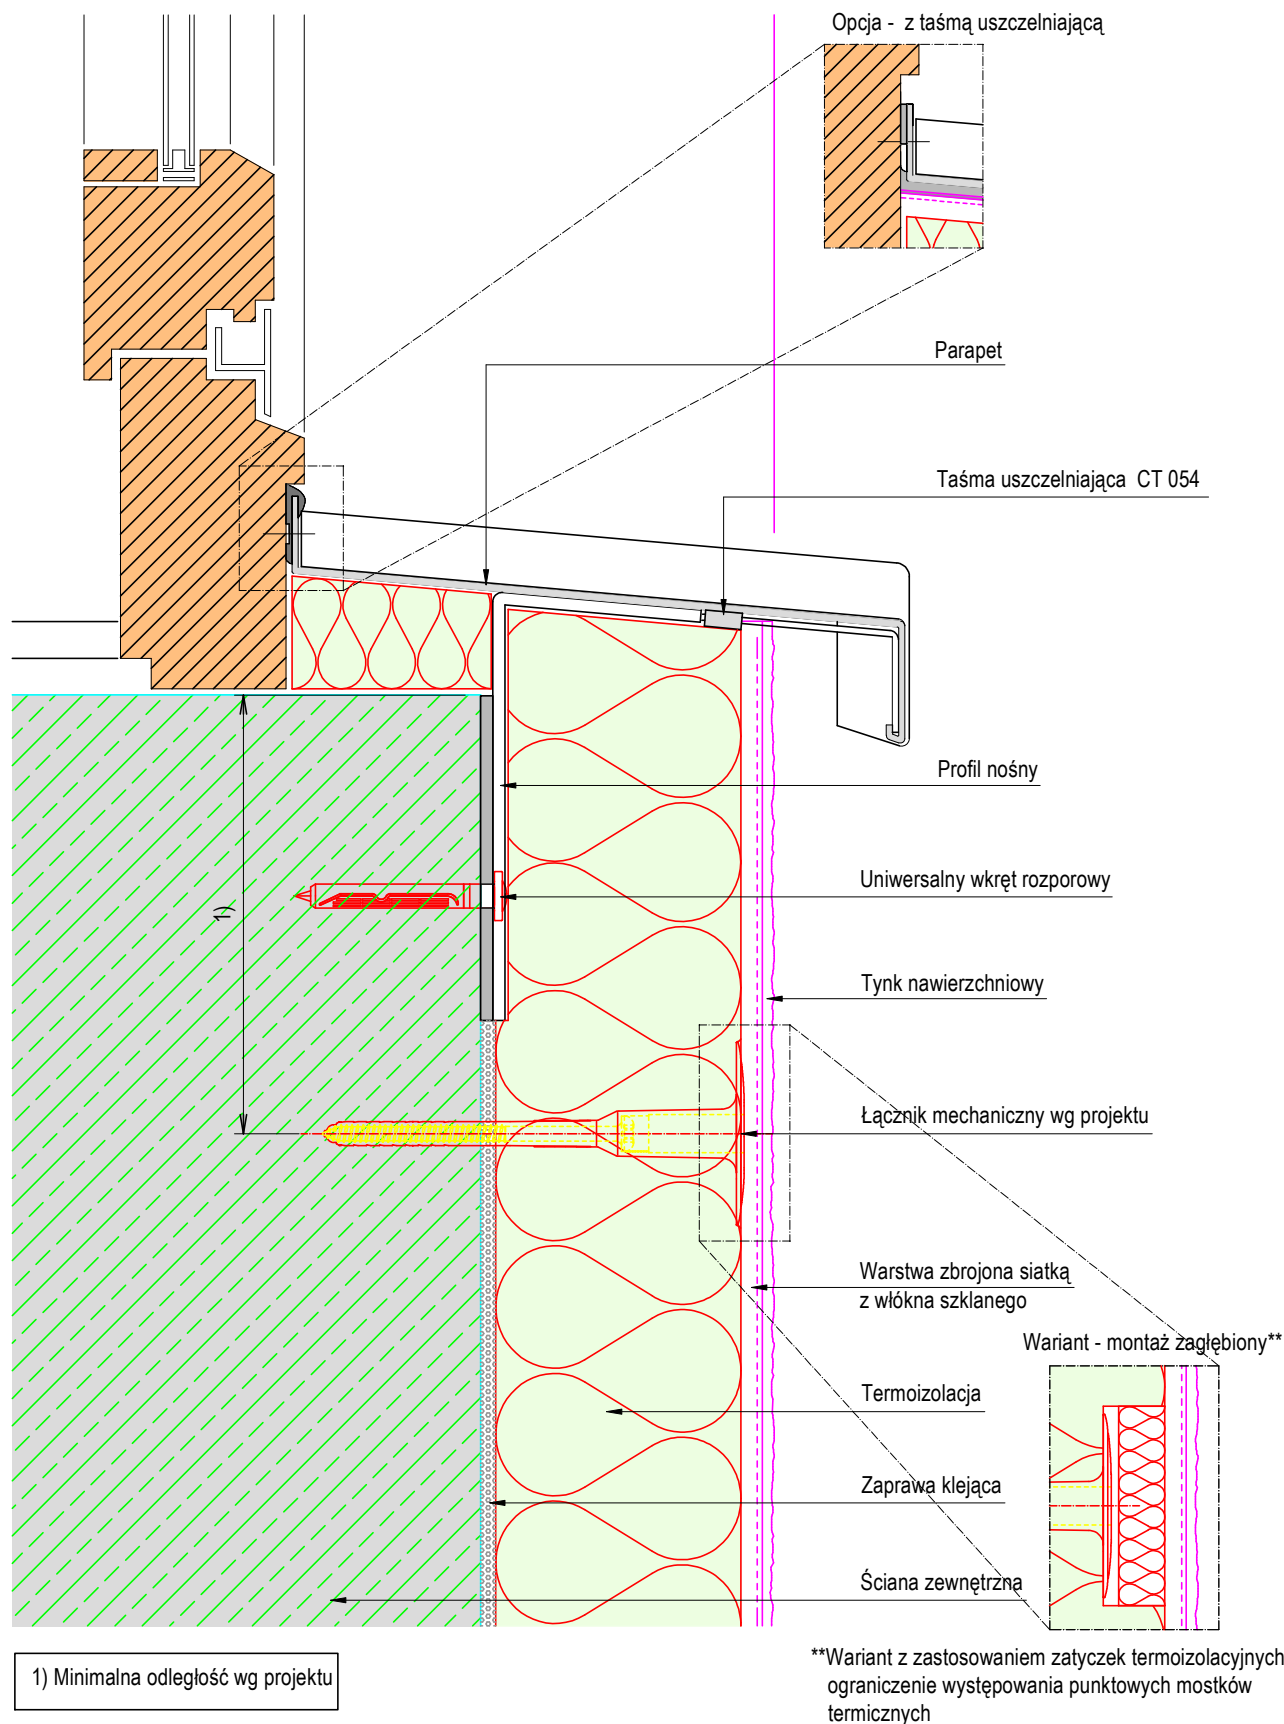 Opcja - z taśmą uszczelniającą
Parapet
Taśma uszczelniająca CT 054
Profil nośny
Uniwersalny wkręt rozporowy
1)
Tynk nawierzchniowy
Łącznik mechaniczny wg projektu
Warstwa zbrojona siatką
z włókna szklanego
Wariant - montaż zagłębiony**
Termoizolacja
Zaprawa klejąca
Ściana zewnętrzna
1) Minimalna odległość wg projektu
**Wariant z zastosowaniem zatyczek termoizolacyjnych
ograniczenie występowania punktowych mostków
termicznych